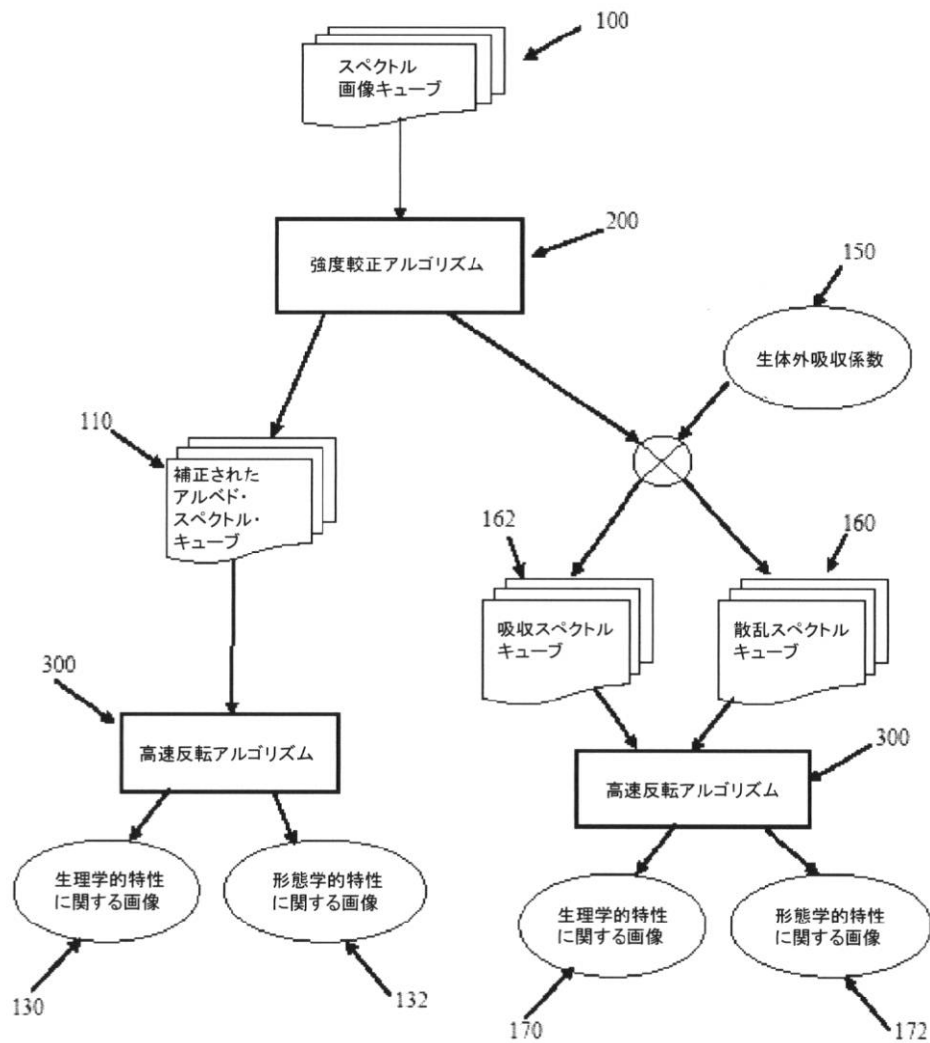 100
スペクトル
画像キューブ
200
強度較正アルゴリズム
150
生体外吸収係数
110
補正された
アルベド・
スペクトル・
キューブ
162
160
吸収スペクトル
キューブ
散乱スペクトル
キューブ
300
高速反転アルゴリズム
300
高速反転アルゴリズム
生理学的特性
に関する画像
形態学的特性
に関する画像
生理学的特性
に関する画像
形態学的特性
に関する画像
130
132
170
172